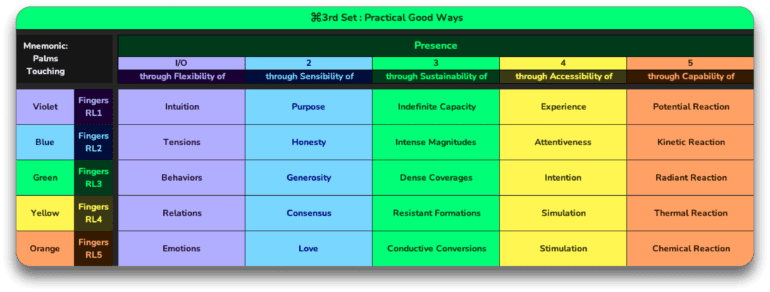 ⌘3rd Set : Practical Good Ways
Mnemonic:
Palms
Touching
Presence
I/O 2 3 4 5
through Flexibility of through Sensibility of through Sustainability of through Accessibility of through Capability of
Violet Fingers RL1 Intuition Purpose Indefinite Capacity Experience Potential Reaction
Blue Fingers RL2 Tensions Honesty Intense Magnitudes Attentiveness Kinetic Reaction
Green Fingers RL3 Behaviors Generosity Dense Coverages Intention Radiant Reaction
Yellow Fingers RL4 Relations Consensus Resistant Formations Simulation Thermal Reaction
Orange Fingers RL5 Emotions Love Conductive Conversions Stimulation Chemical Reaction